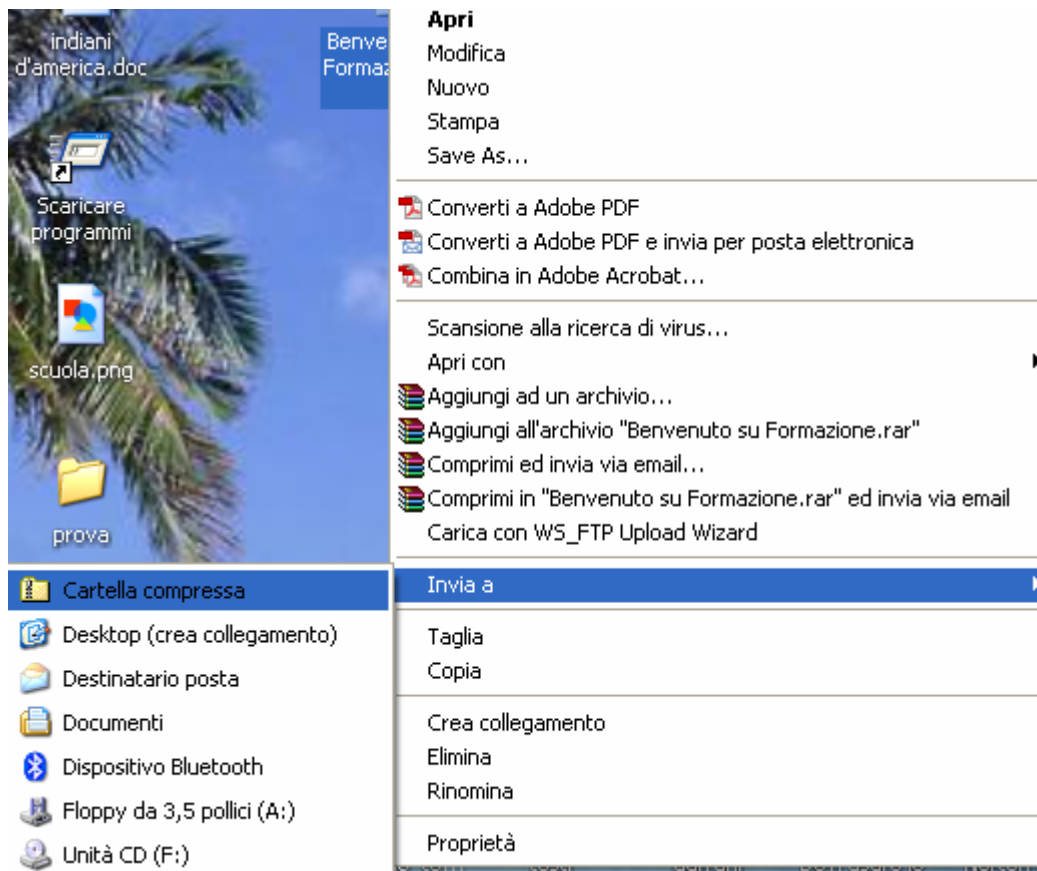 indiani
d'america.doc
Benve
Formaz
Scaricare
programmi
scuola.png
prova
Apri
Modifica
Nuovo
Stampa
Save As...
Converti a Adobe PDF
Converti a Adobe PDF e invia per posta elettronica
Combina in Adobe Acrobat...
Scansione alla ricerca di virus...
Apri con
Aggiungi ad un archivio...
Aggiungi all'archivio "Benvenuto su Formazione.rar"
Comprimi ed invia via email...
Comprimi in "Benvenuto su Formazione.rar" ed invia via email
Carica con WS_FTP Upload Wizard
Invia a
Taglia
Copia
Crea collegamento
Elimina
Rinomina
Proprietà
Cartella compressa
Desktop (crea collegamento)
Destinatario posta
Documenti
Dispositivo Bluetooth
Floppy da 3,5 pollici (A:)
Unità CD (F:)